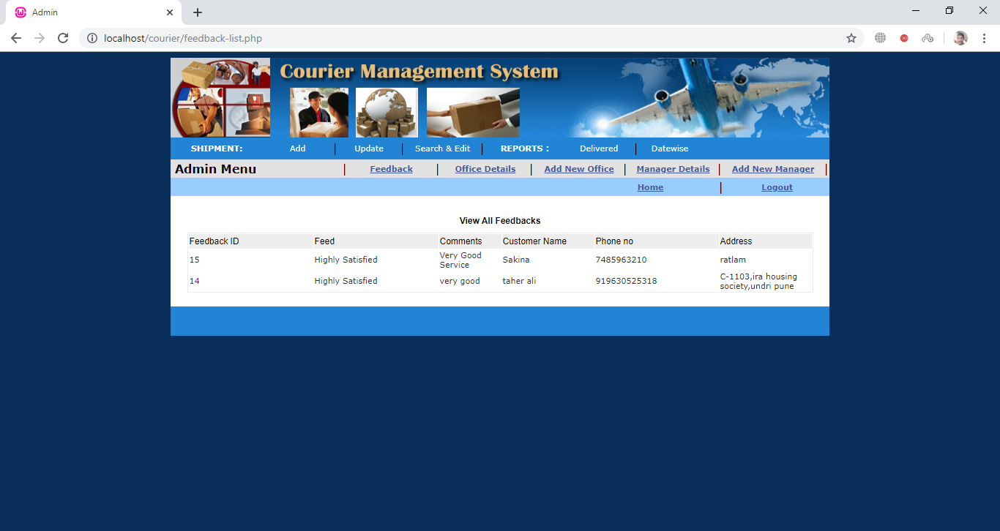 Admin
localhost/courier/feedback-list.php
Courier Management System
SHIPMENT: Add Update Search & Edit REPORTS : Delivered Datewise
Admin Menu Feedback Office Details Add New Office Manager Details Add New Manager
Home Logout
View All Feedbacks
Feedback ID Feed Comments Customer Name Phone no Address
15 Highly Satisfied Very Good Sakina 7485963210 ratlam
Service
14 Highly Satisfied very good taher ali 919630525318 C-1103,ira housing
society,undri pune